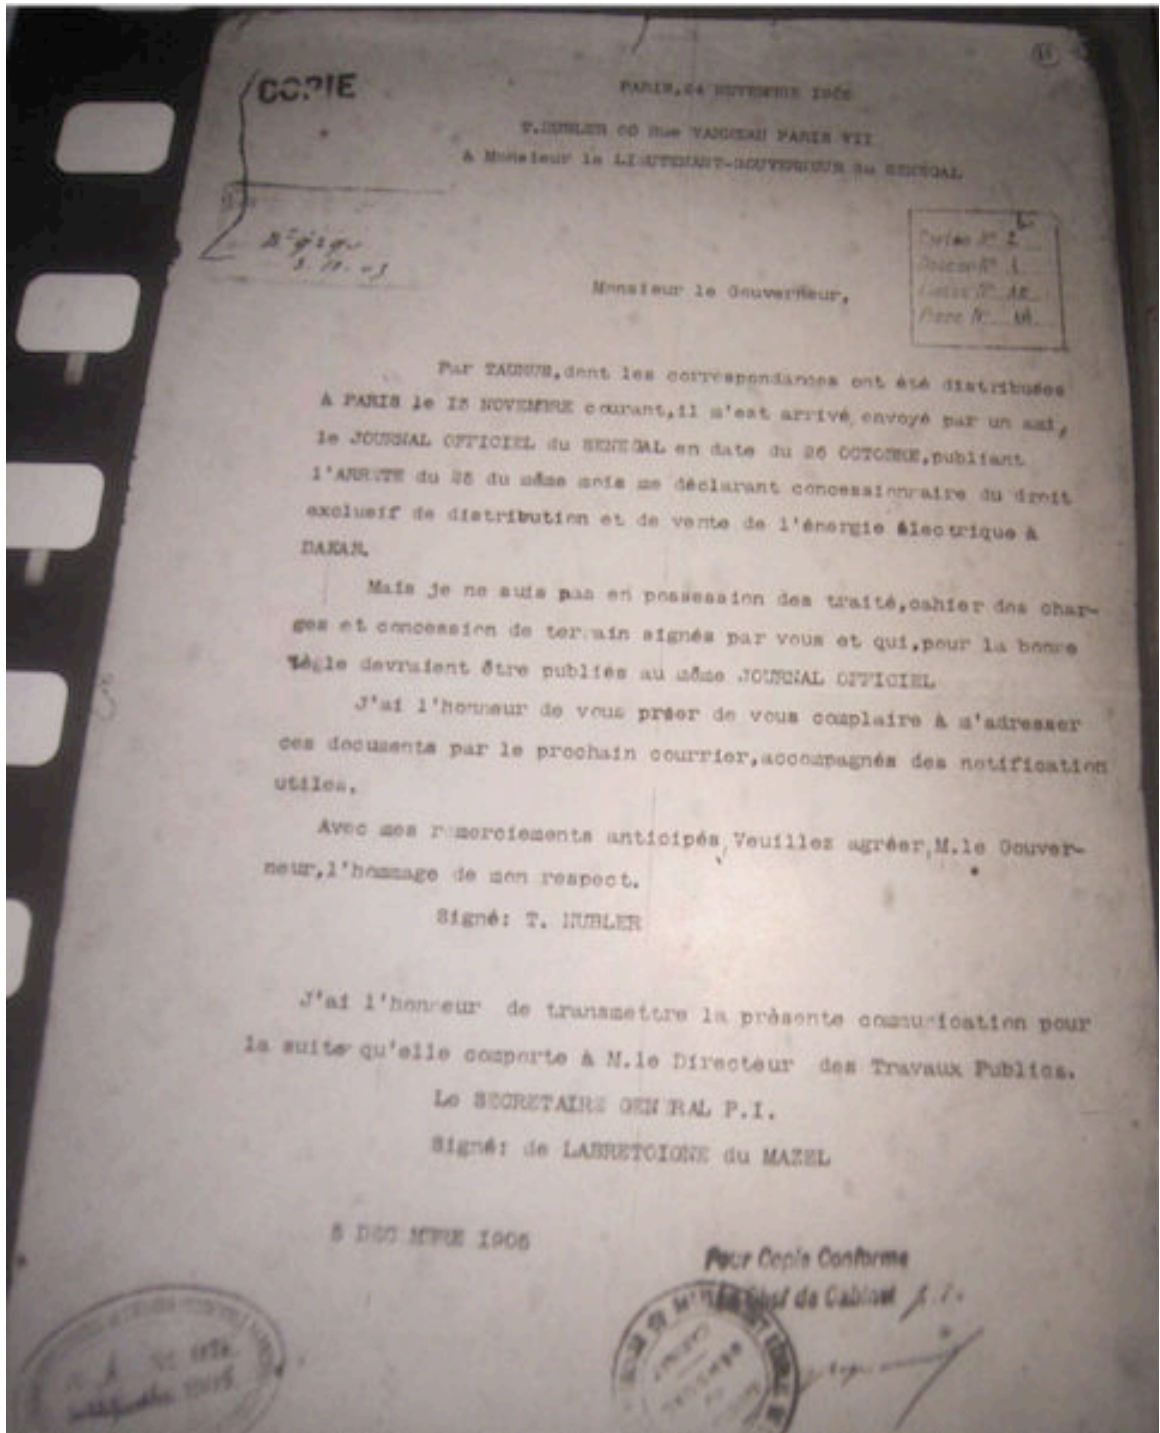 COPIE
PARIS, 24 NOVEMBRE
T. HUBLER 60 Rue VANNEAU PARIS VII
A Monsieur le LIEUTENANT-GOUVERNEUR du SENEGAL
Monsieur le Gouverneur,
Par TAURUS,dont les correspondances ont été distribuées
A PARIS le 15 NOVEMBRE courant,il m'est arrivé,envoyé par un ami,
le JOURNAL OFFICIEL du SENEGAL en date du 26 OCTOBRE,publiant
l'ARRETE du 25 du même mois me déclarant concessionnaire du droit
exclusif de distribution et de vente de l'énergie électrique à
DAKAR.
Mais je ne suis pas en possession des traité,cahier des char-
ges et concession de terrain signés par vous et qui,pour la bonne
règle devraient être publiés au même JOURNAL OFFICIEL
J'ai l'honneur de vous prier de vous complaire à m'adresser
ces documents par le prochain courrier,accompagnés des notification
utiles.
Avec mes remerciements anticipés,Veuillez agréer,M.le Gouver-
neur,l'hommage de mon respect.
Signé: T. HUBLER
J'ai l'honneur de transmettre la présente communication pour
la suite qu'elle comporte à M.le Directeur des Travaux Publics.
Le SECRETAIRE GENERAL P.I.
Signé: de LABRETOIGNE du MAZEL
5 DECEMBRE 1905
Pour Copie Conforme
Le Chef de Cabinet p.i.